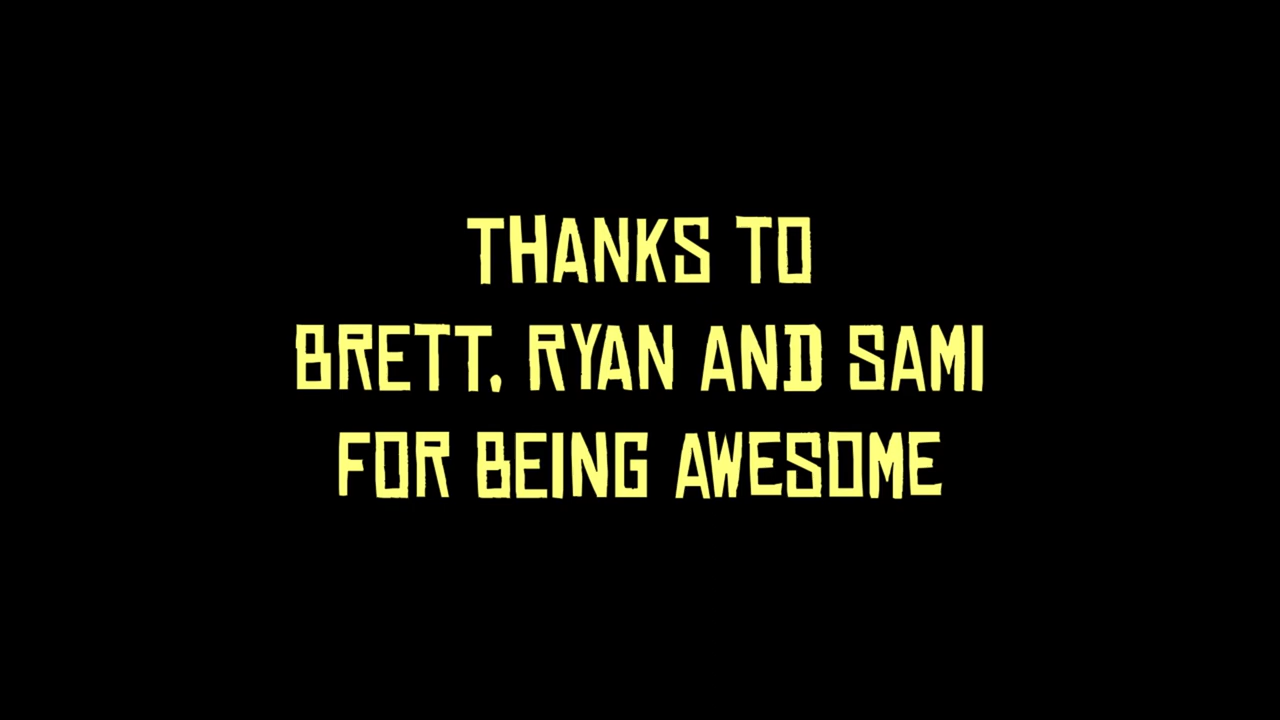 THANKS TO
BRETT, RYAN AND SAMI
FOR BEING AWESOME